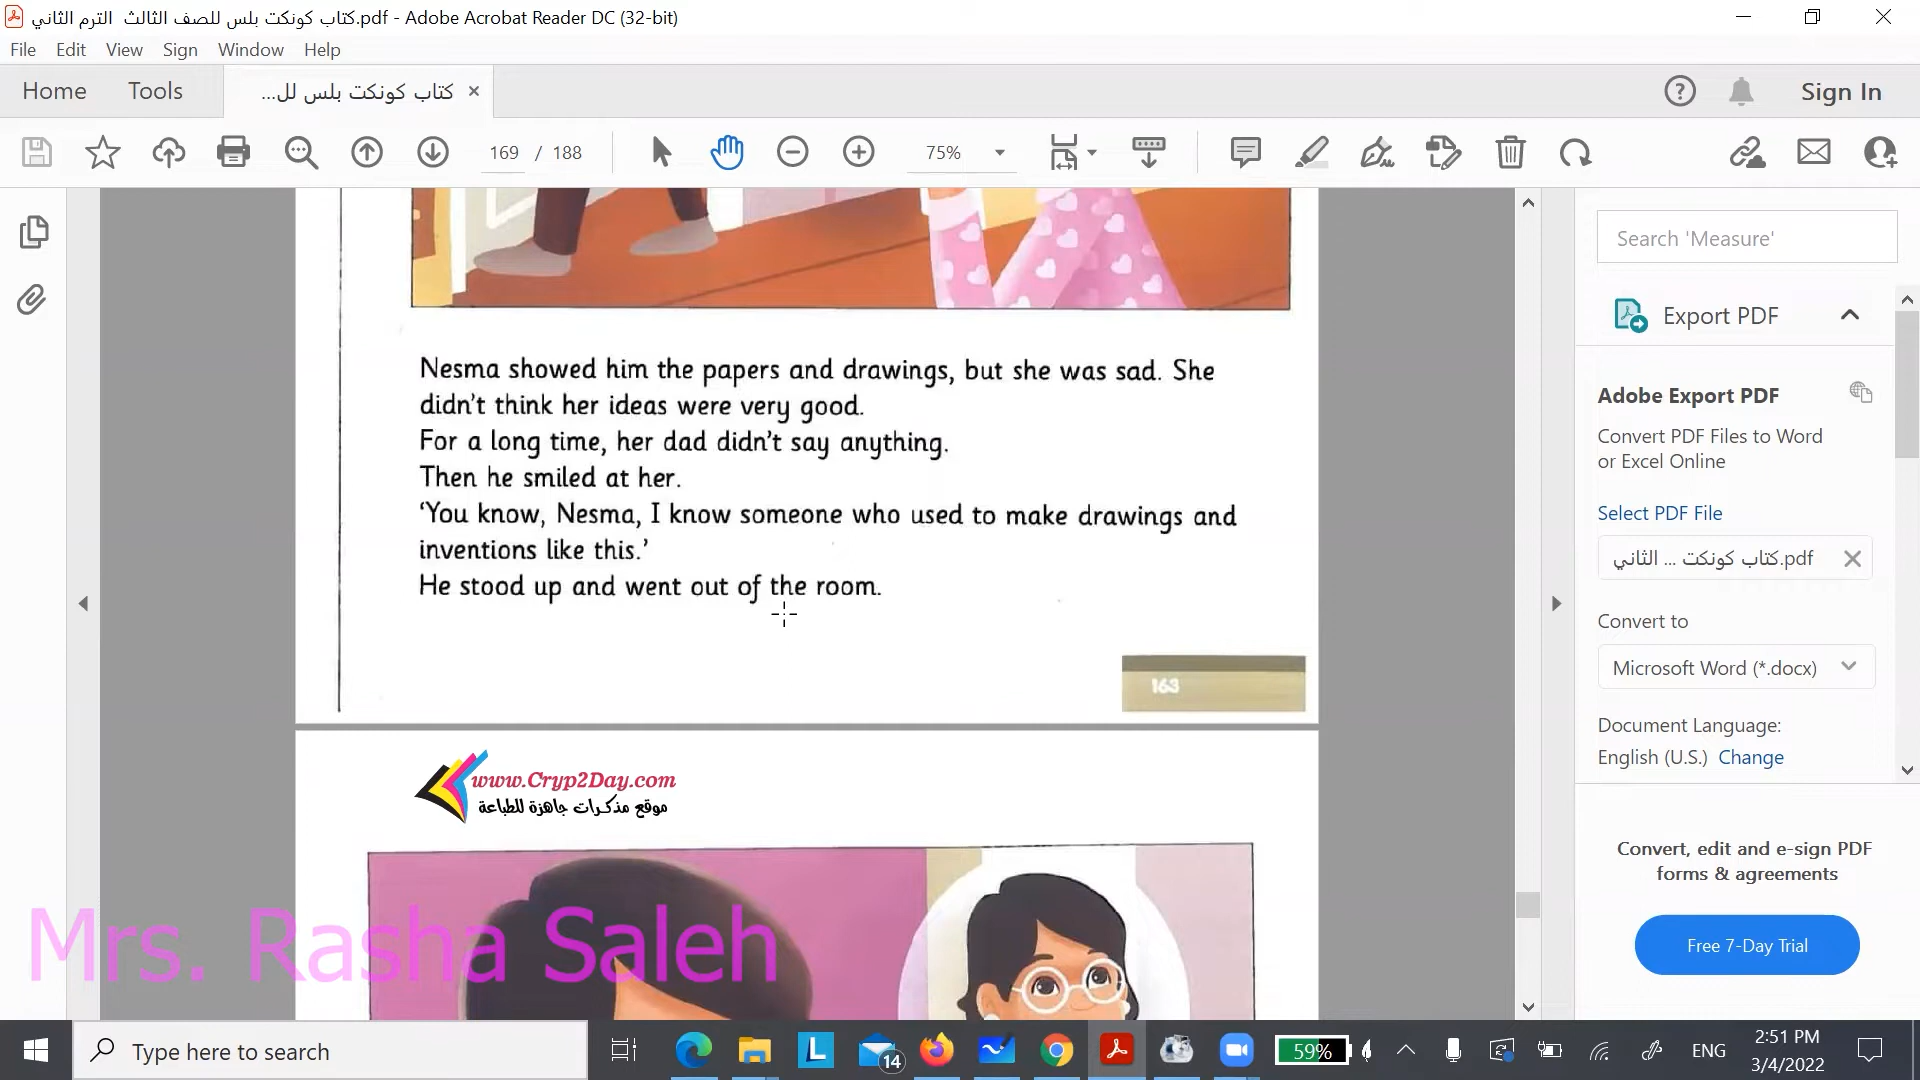 كتاب كونكت بلس للصف الثالث الترم الثاني.pdf - Adobe Acrobat Reader DC (32-bit)
File Edit View Sign Window Help
Home Tools كتاب كونكت بلس لل... × Sign In
169 / 188 75%
Search 'Measure'
Export PDF
Adobe Export PDF
Convert PDF Files to Word
or Excel Online
Select PDF File
كتاب كونكت ... الثاني.pdf
Convert to
Microsoft Word (*.docx)
Document Language:
English (U.S.) Change
Convert, edit and e-sign PDF
forms & agreements
Free 7-Day Trial
Nesma showed him the papers and drawings, but she was sad. She
didn't think her ideas were very good.
For a long time, her dad didn't say anything.
Then he smiled at her.
'You know, Nesma, I know someone who used to make drawings and
inventions like this.'
He stood up and went out of the room.
163
www.Cryp2Day.com
موقع مذكرات جاهزة للطباعة
Mrs. Rasha Saleh
Type here to search
L
14
59%
ENG
2:51 PM
3/4/2022